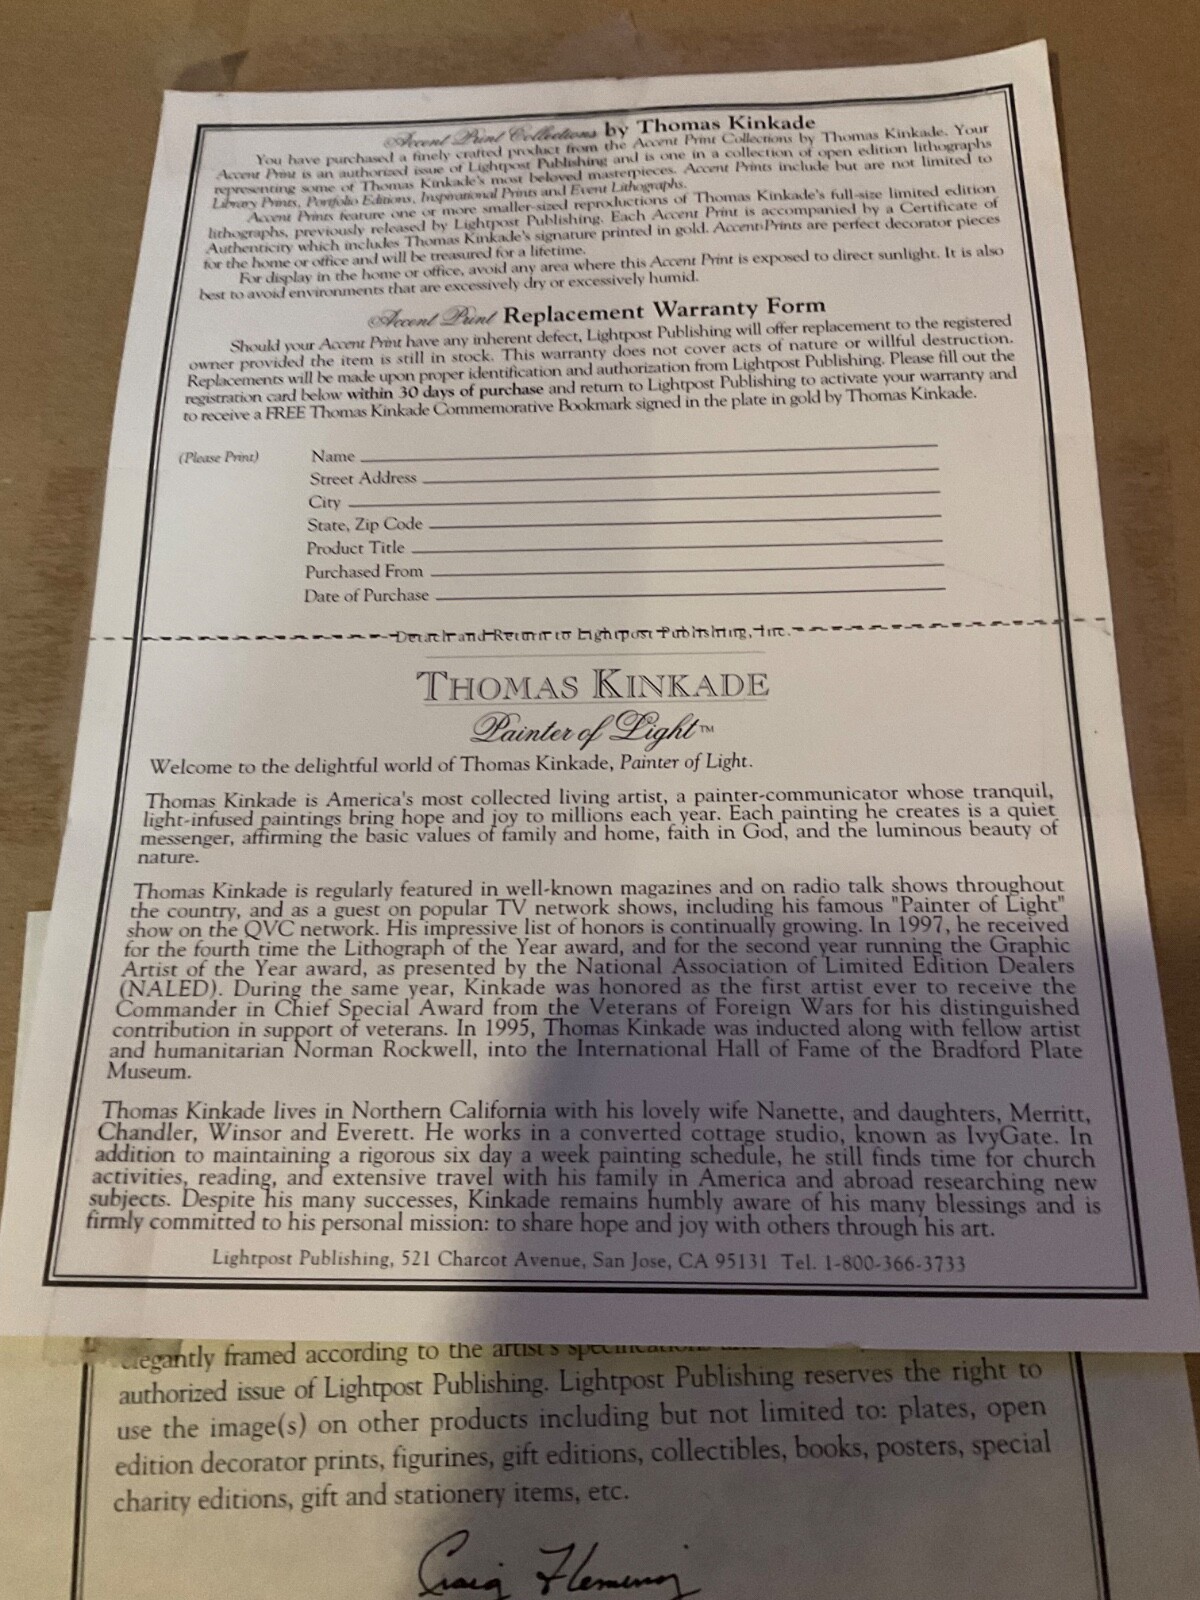 Accent Print Collections by Thomas Kinkade
You have purchased a finely crafted product from the Accent Print Collections by Thomas Kinkade. Your
Accent Print is an authorized issue of Lightpost Publishing and is one in a collection of open edition lithographs
representing some of Thomas Kinkade's most beloved masterpieces. Accent Prints include but are not limited to
Library Prints, Portfolio Editions, Inspirational Prints and Event Lithographs.
Accent Prints feature one or more smaller-sized reproductions of Thomas Kinkade's full-size limited edition
lithographs, previously released by Lightpost Publishing. Each Accent Print is accompanied by a Certificate of
Authenticity which includes Thomas Kinkade's signature printed in gold. Accent Prints are perfect decorator pieces
for the home or office and will be treasured for a lifetime.
For display in the home or office, avoid any area where this Accent Print is exposed to direct sunlight. It is also
best to avoid environments that are excessively dry or excessively humid.
Accent Print Replacement Warranty Form
Should your Accent Print have any inherent defect, Lightpost Publishing will offer replacement to the registered
owner provided the item is still in stock. This warranty does not cover acts of nature or willful destruction.
Replacements will be made upon proper identification and authorization from Lightpost Publishing. Please fill out the
registration card below within 30 days of purchase and return to Lightpost Publishing to activate your warranty and
to receive a FREE Thomas Kinkade Commemorative Bookmark signed in the plate in gold by Thomas Kinkade.
(Please Print) Name
Street Address
City
State, Zip Code
Product Title
Purchased From
Date of Purchase
Detach and Return to Lightpost Publishing, Inc.
THOMAS KINKADE
Painter of Light™
Welcome to the delightful world of Thomas Kinkade, Painter of Light.
Thomas Kinkade is America's most collected living artist, a painter-communicator whose tranquil,
light-infused paintings bring hope and joy to millions each year. Each painting he creates is a quiet
messenger, affirming the basic values of family and home, faith in God, and the luminous beauty of
nature.
Thomas Kinkade is regularly featured in well-known magazines and on radio talk shows throughout
the country, and as a guest on popular TV network shows, including his famous "Painter of Light"
show on the QVC network. His impressive list of honors is continually growing. In 1997, he received
for the fourth time the Lithograph of the Year award, and for the second year running the Graphic
Artist of the Year award, as presented by the National Association of Limited Edition Dealers
(NALED). During the same year, Kinkade was honored as the first artist ever to receive the
Commander in Chief Special Award from the Veterans of Foreign Wars for his distinguished
contribution in support of veterans. In 1995, Thomas Kinkade was inducted along with fellow artist
and humanitarian Norman Rockwell, into the International Hall of Fame of the Bradford Plate
Museum.
Thomas Kinkade lives in Northern California with his lovely wife Nanette, and daughters, Merritt,
Chandler, Winsor and Everett. He works in a converted cottage studio, known as IvyGate. In
addition to maintaining a rigorous six day a week painting schedule, he still finds time for church
activities, reading, and extensive travel with his family in America and abroad researching new
subjects. Despite his many successes, Kinkade remains humbly aware of his many blessings and is
firmly committed to his personal mission: to share hope and joy with others through his art.
Lightpost Publishing, 521 Charcot Avenue, San Jose, CA 95131 Tel. 1-800-366-3733
elegantly framed according to the artist's specifications
authorized issue of Lightpost Publishing. Lightpost Publishing reserves the right to
use the image(s) on other products including but not limited to: plates, open
edition decorator prints, figurines, gift editions, collectibles, books, posters, special
charity editions, gift and stationery items, etc.
Craig Fleming